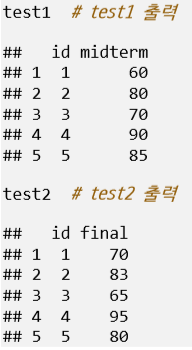 test1 # test1 출력
## id midterm
## 1 1 60
## 2 2 80
## 3 3 70
## 4 4 90
## 5 5 85
test2 # test2 출력
## id final
## 1 1 70
## 2 2 83
## 3 3 65
## 4 4 95
## 5 5 80